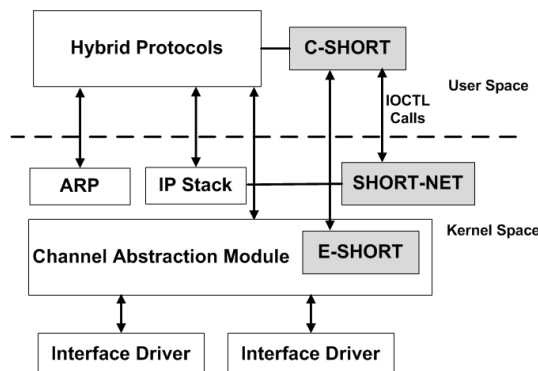 Hybrid Protocols
C-SHORT
IOCTL
Calls
User Space
ARP
IP Stack
SHORT-NET
Kernel Space
Channel Abstraction Module
E-SHORT
Interface Driver
Interface Driver